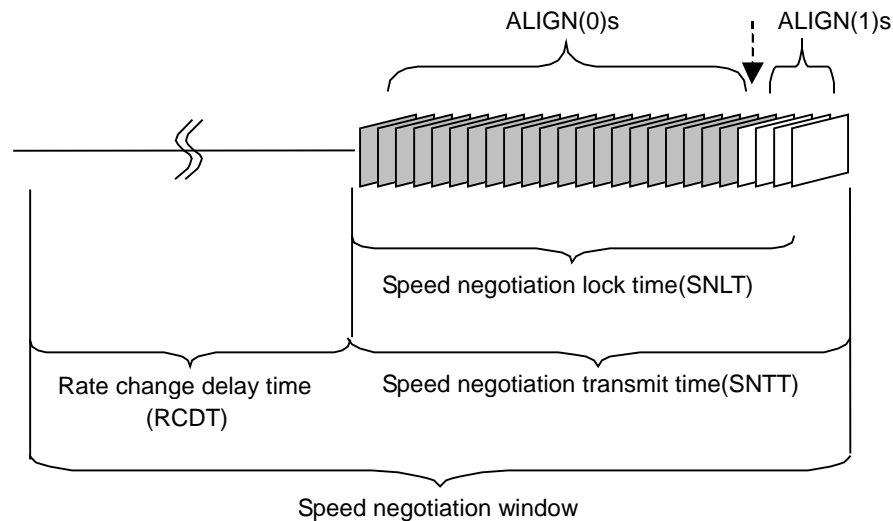 ALIGN(0)s
ALIGN(1)s
Speed negotiation lock time(SNLT)
Rate change delay time
(RCDT)
Speed negotiation transmit time(SNTT)
Speed negotiation window